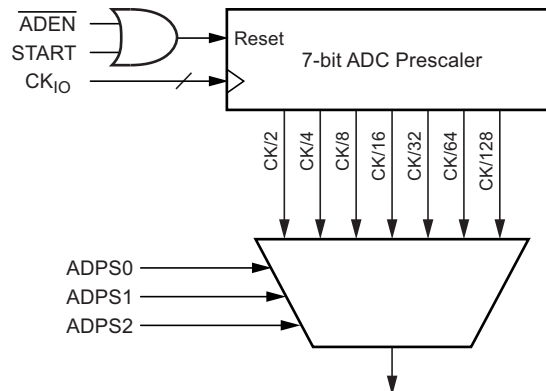 ADEN
START
CK_IO
Reset
7-bit ADC Prescaler
CK/2
CK/4
CK/8
CK/16
CK/32
CK/64
CK/128
ADPS0
ADPS1
ADPS2